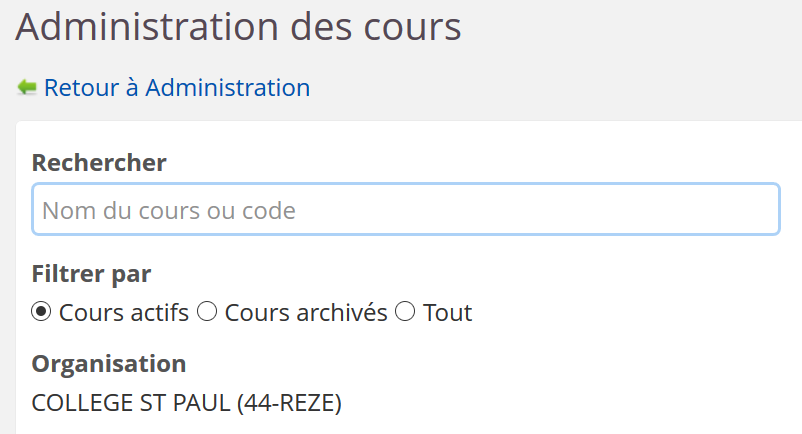 Administration des cours
Retour à Administration
Rechercher
Nom du cours ou code
Filtrer par
Cours actifs Cours archivés Tout
Organisation
COLLEGE ST PAUL (44-REZE)